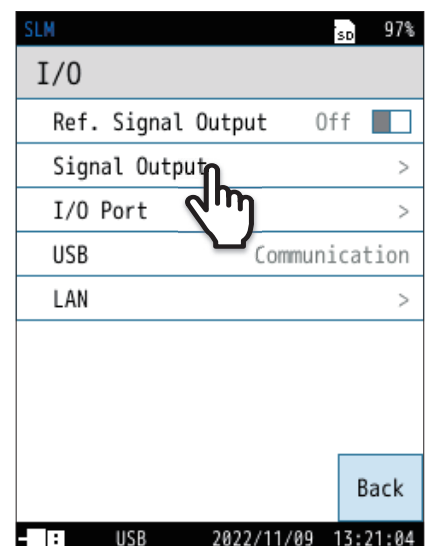 SLM SD 97%
I/O
Ref. Signal Output Off
Signal Output >
I/O Port >
USB Communication
LAN >
Back
USB 2022/11/09 13:21:04